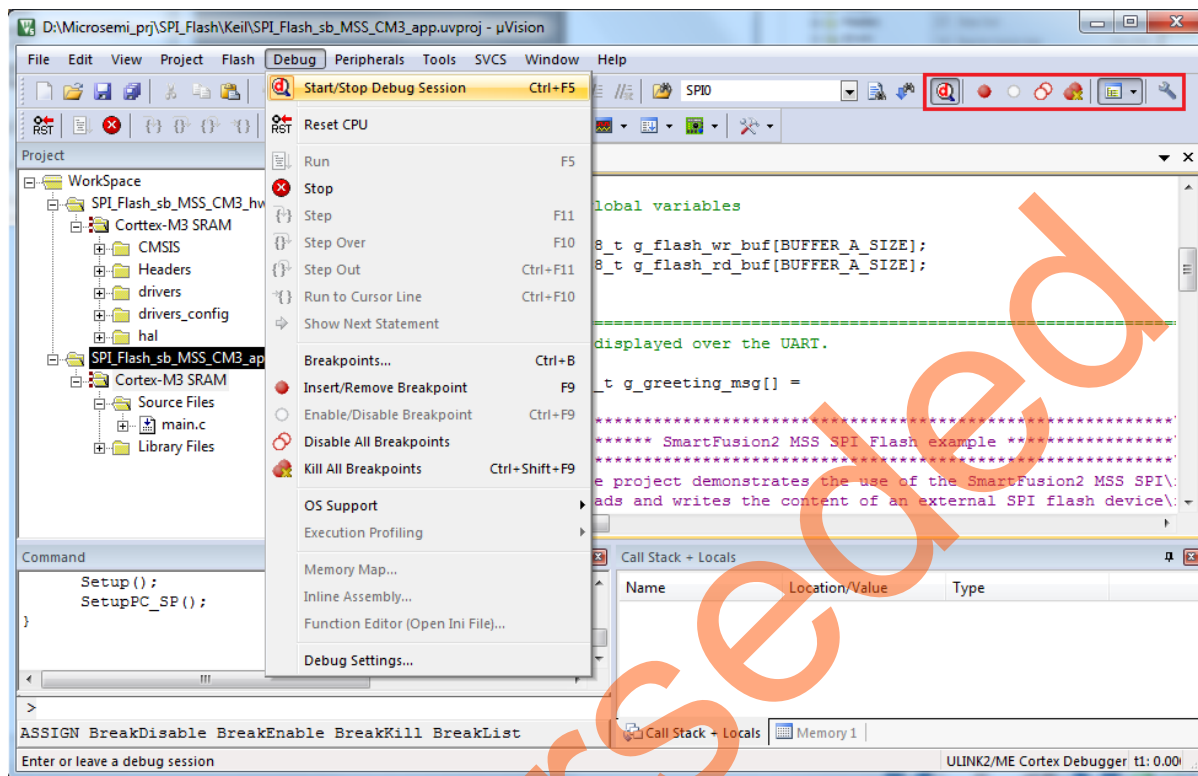 D:\Microsemi_prj\SPI_Flash\Keil\SPI_Flash_sb_MSS_CM3_app.uvproj - µVision
File Edit View Project Flash Debug Peripherals Tools SVCS Window Help
SPI0
RST
Start/Stop Debug Session Ctrl+F5
RST Reset CPU
Run F5
Stop
Step F11
Step Over F10
Step Out Ctrl+F11
Run to Cursor Line Ctrl+F10
Show Next Statement
Breakpoints... Ctrl+B
Insert/Remove Breakpoint F9
Enable/Disable Breakpoint Ctrl+F9
Disable All Breakpoints
Kill All Breakpoints Ctrl+Shift+F9
OS Support
Execution Profiling
Memory Map...
Inline Assembly...
Function Editor (Open Ini File)...
Debug Settings...
Project
WorkSpace
SPI_Flash_sb_MSS_CM3_hw
Corttex-M3 SRAM
CMSIS
Headers
drivers
drivers_config
hal
SPI_Flash_sb_MSS_CM3_ap
Cortex-M3 SRAM
Source Files
main.c
Library Files
lobal variables
8_t g_flash_wr_buf[BUFFER_A_SIZE];
8_t g_flash_rd_buf[BUFFER_A_SIZE];
displayed over the UART.
_t g_greeting_msg[] =
****** SmartFusion2 MSS SPI Flash example *****************
e project demonstrates the use of the SmartFusion2 MSS SPI\
ads and writes the content of an external SPI flash device\
Command
Setup();
SetupPC_SP();
}
>
ASSIGN BreakDisable BreakEnable BreakKill BreakList
Call Stack + Locals
Name Location/Value Type
Call Stack + Locals Memory 1
Enter or leave a debug session ULINK2/ME Cortex Debugger t1: 0.00
rseded